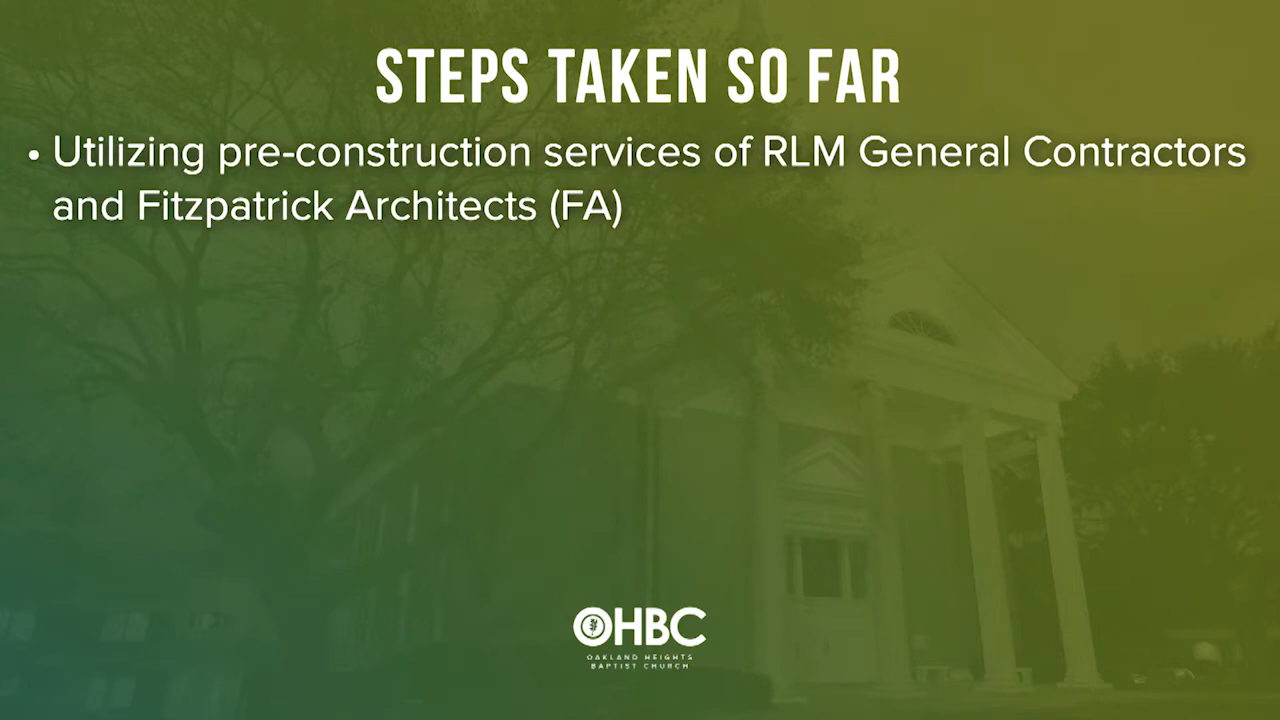 STEPS TAKEN SO FAR
• Utilizing pre-construction services of RLM General Contractors
and Fitzpatrick Architects (FA)
OHBC
OAKLAND HEIGHTS
BAPTIST CHURCH